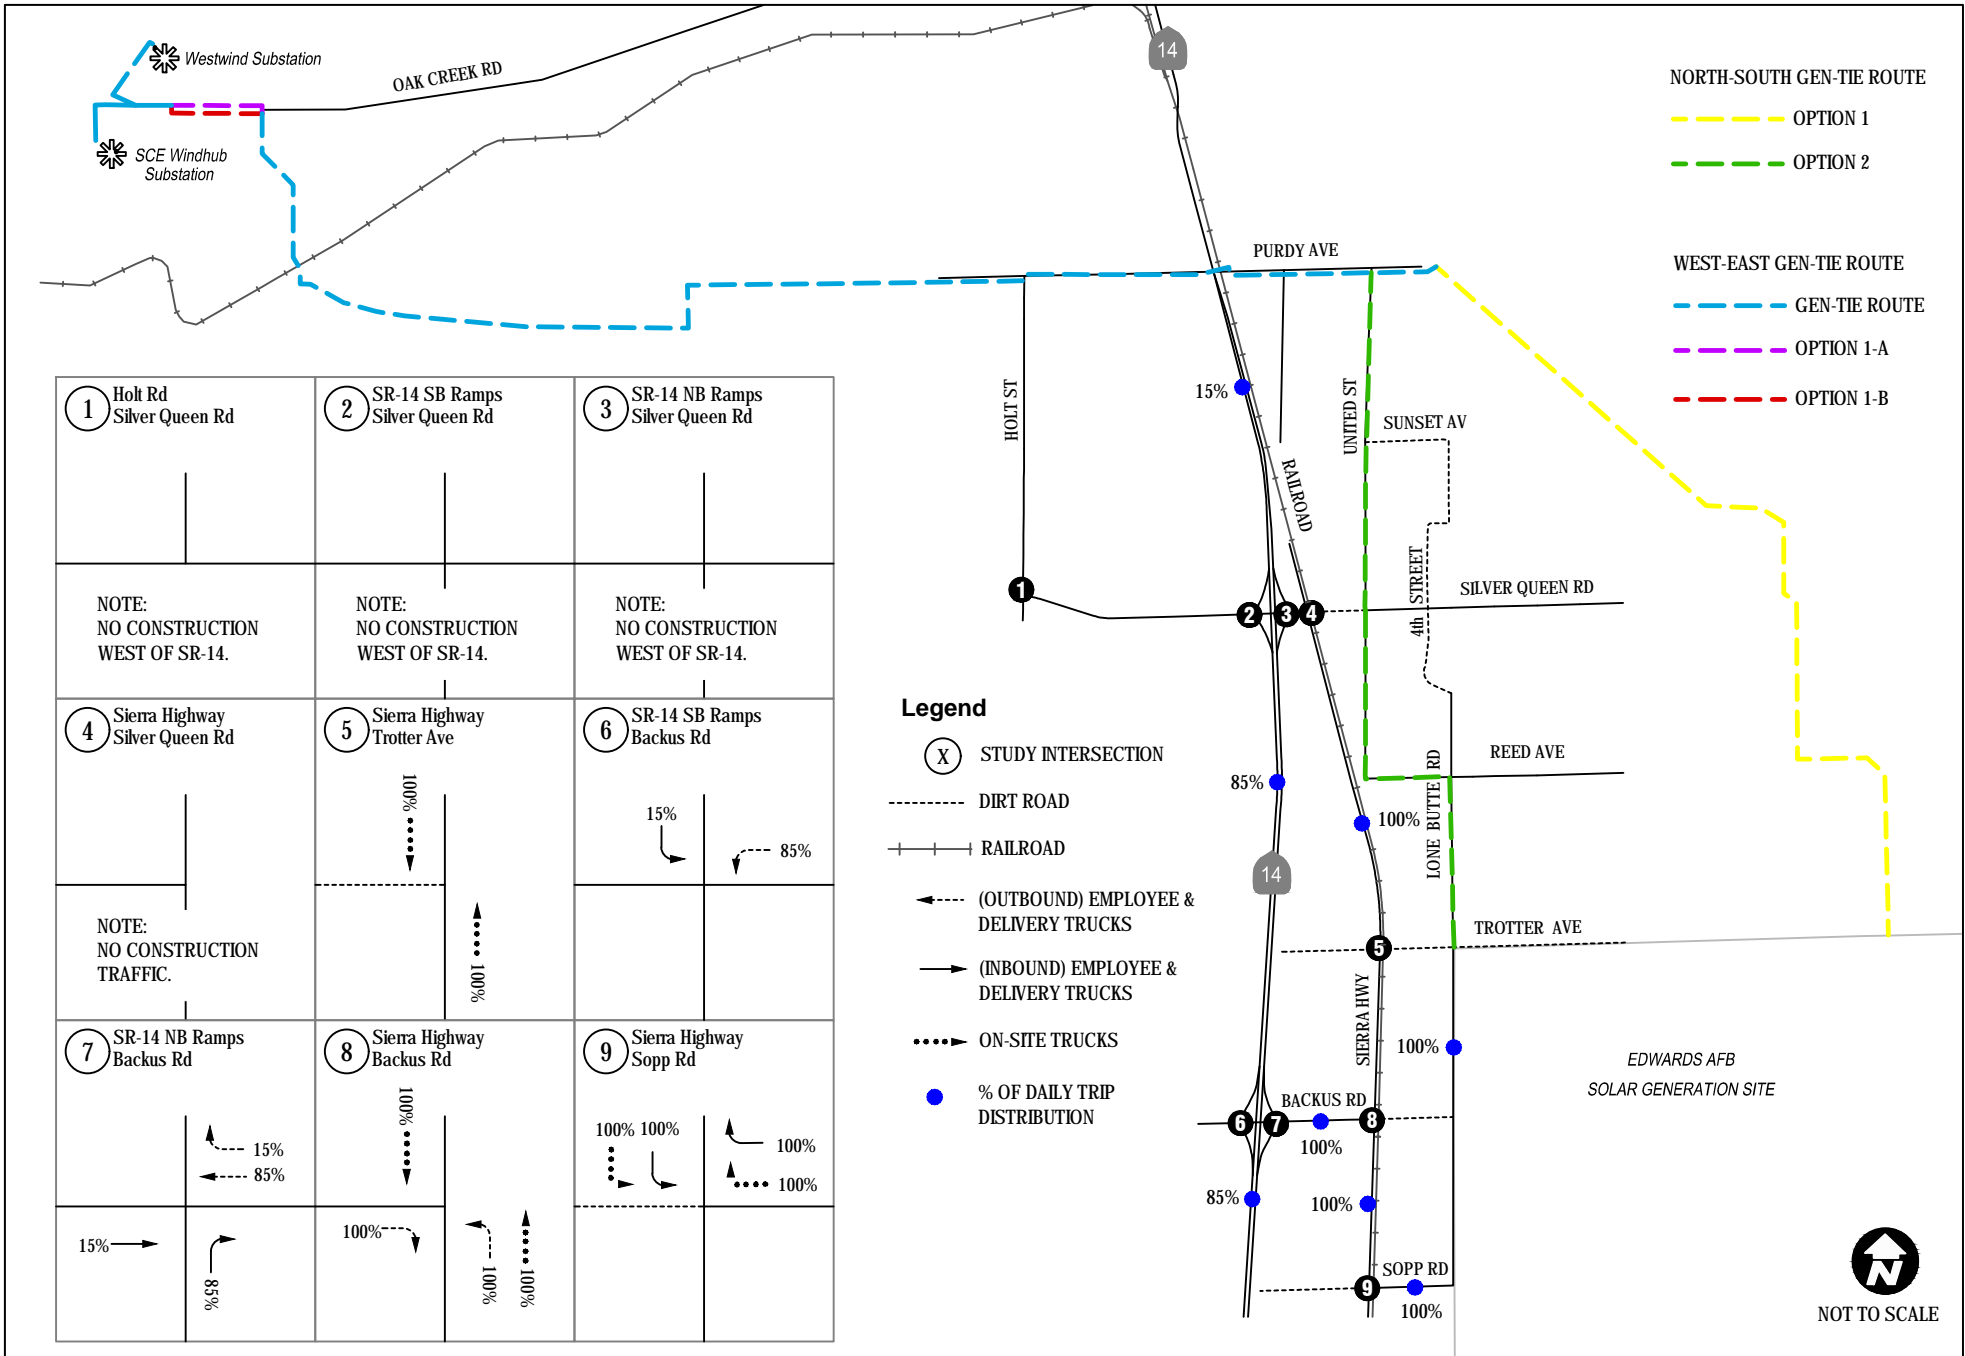 14
Westwind Substation
OAK CREEK RD
SCE Windhub
Substation
NORTH-SOUTH GEN-TIE ROUTE
OPTION 1
OPTION 2
WEST-EAST GEN-TIE ROUTE
GEN-TIE ROUTE
OPTION 1-A
OPTION 1-B
PURDY AVE
15%
HOLT ST
RAILROAD
UNITED ST
SUNSET AV
4th STREET
SILVER QUEEN RD
1
2
3
4
REED AVE
LONE BUTTE RD
85%
100%
14
TROTTER AVE
5
SIERRA HWY
100%
EDWARDS AFB
SOLAR GENERATION SITE
BACKUS RD
6
7
8
100%
85%
100%
SOPP RD
9
100%
N
NOT TO SCALE
1
Holt Rd
Silver Queen Rd
NOTE:
NO CONSTRUCTION
WEST OF SR-14.
2
SR-14 SB Ramps
Silver Queen Rd
NOTE:
NO CONSTRUCTION
WEST OF SR-14.
3
SR-14 NB Ramps
Silver Queen Rd
NOTE:
NO CONSTRUCTION
WEST OF SR-14.
4
Sierra Highway
Silver Queen Rd
NOTE:
NO CONSTRUCTION
TRAFFIC.
5
Sierra Highway
Trotter Ave
100%
100%
6
SR-14 SB Ramps
Backus Rd
15%
85%
7
SR-14 NB Ramps
Backus Rd
15%
85%
15%
85%
8
Sierra Highway
Backus Rd
100%
100%
100%
100%
9
Sierra Highway
Sopp Rd
100% 100%
100%
100%
Legend
X STUDY INTERSECTION
DIRT ROAD
RAILROAD
(OUTBOUND) EMPLOYEE &
DELIVERY TRUCKS
(INBOUND) EMPLOYEE &
DELIVERY TRUCKS
ON-SITE TRUCKS
% OF DAILY TRIP
DISTRIBUTION